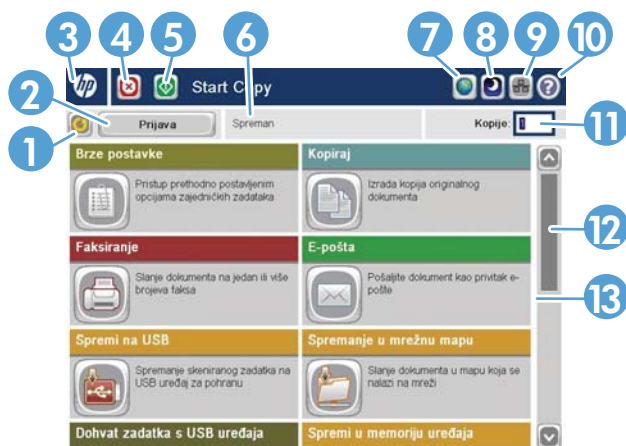 3 4 5 6 7 8 9 10
hp Start Copy
2 Prijava Spreman Kopije: 1 11
1
Brze postavke
Pristup prethodno postavljenim
opcijama zajedničkih zadataka
Kopiraj
Izrada kopija originalnog
dokumenta
12
Faksiranje
Slanje dokumenta na jedan ili više
brojeva faksa
E-pošta
Pošaljite dokument kao privitak e-
pošte
13
Spremi na USB
Spremanje skeniranog zadatka na
USB uređaj za pohranu
Spremanje u mrežnu mapu
Slanje dokumenta u mapu koja se
nalazi na mreži
Dohvat zadatka s USB uređaja
Spremi u memoriju uređaja